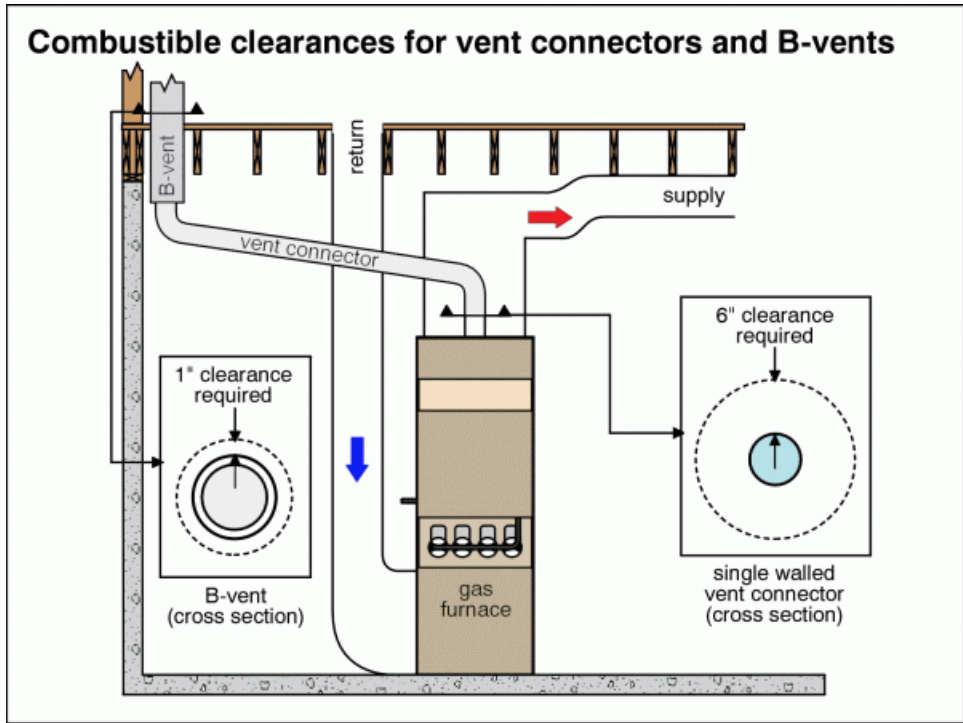 Combustible clearances for vent connectors and B-vents
B-vent
return
supply
vent connector
1" clearance
required
6" clearance
required
B-vent
(cross section)
gas
furnace
single walled
vent connector
(cross section)